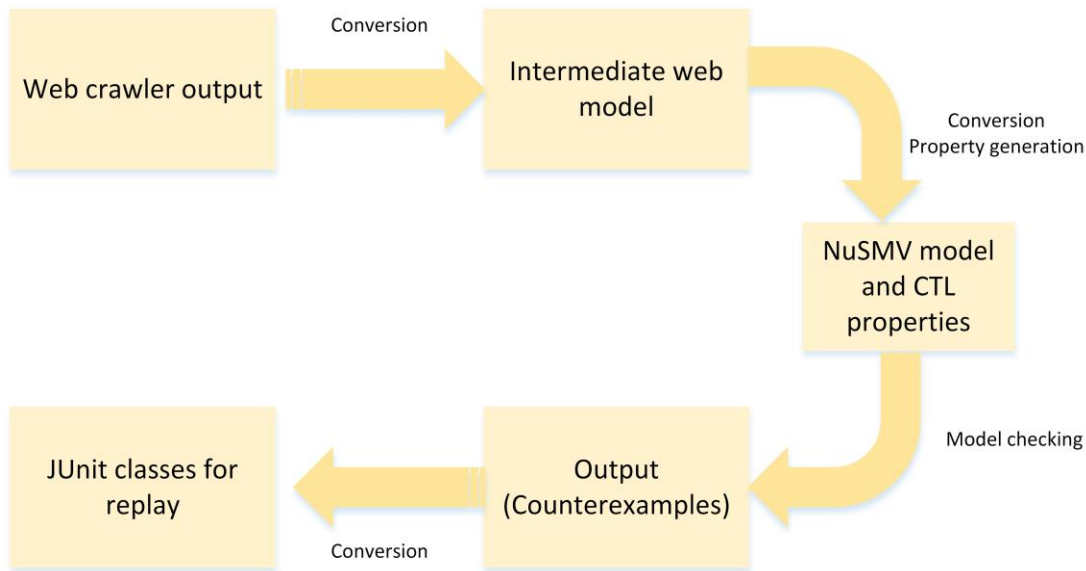 Conversion
Web crawler output
Intermediate web
model
Conversion
Property generation
NuSMV model
and CTL
properties
Model checking
Output
(Counterexamples)
Conversion
JUnit classes for
replay